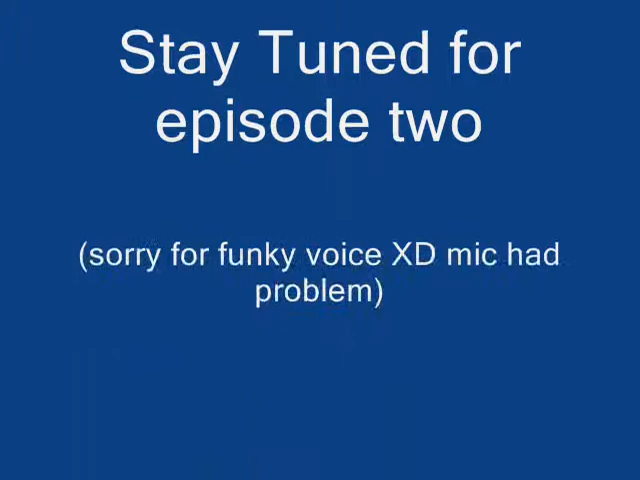 Stay Tuned for
episode two
(sorry for funky voice XD mic had
problem)